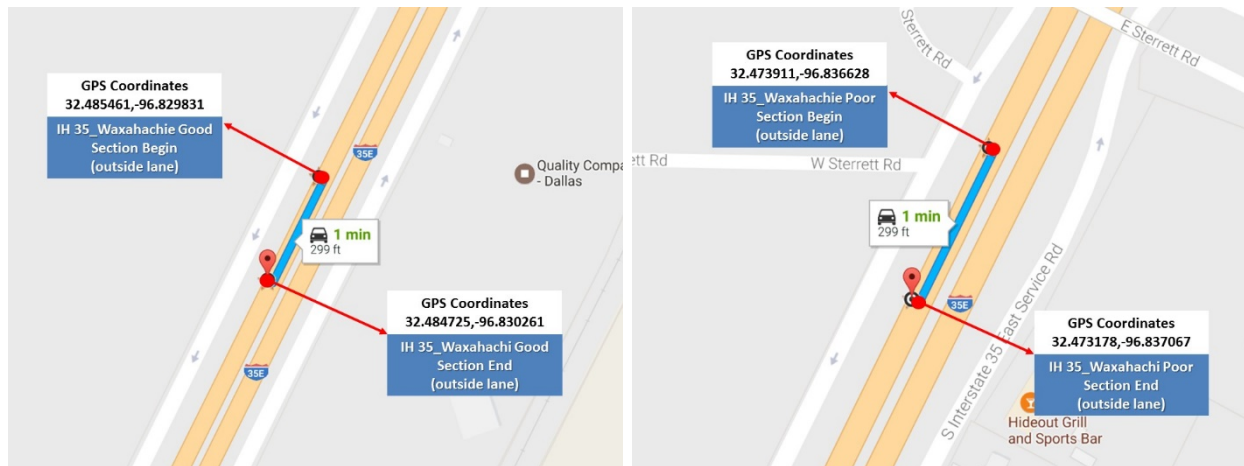 GPS Coordinates
32.485461,-96.829831
IH 35_Waxahachie Good
Section Begin
(outside lane)
35E
Quality Compa
- Dallas
1 min
299 ft
GPS Coordinates
32.484725,-96.830261
IH 35_Waxahachi Good
Section End
(outside lane)
35E
Sterrett Rd
E Sterrett Rd
GPS Coordinates
32.473911,-96.836628
IH 35_Waxahachie Poor
Section Begin
(outside lane)
ett Rd
W Sterrett Rd
1 min
299 ft
35E
GPS Coordinates
32.473178,-96.837067
IH 35_Waxahachi Poor
Section End
(outside lane)
S Interstate 35 East Service Rd
Hideout Grill
and Sports Bar